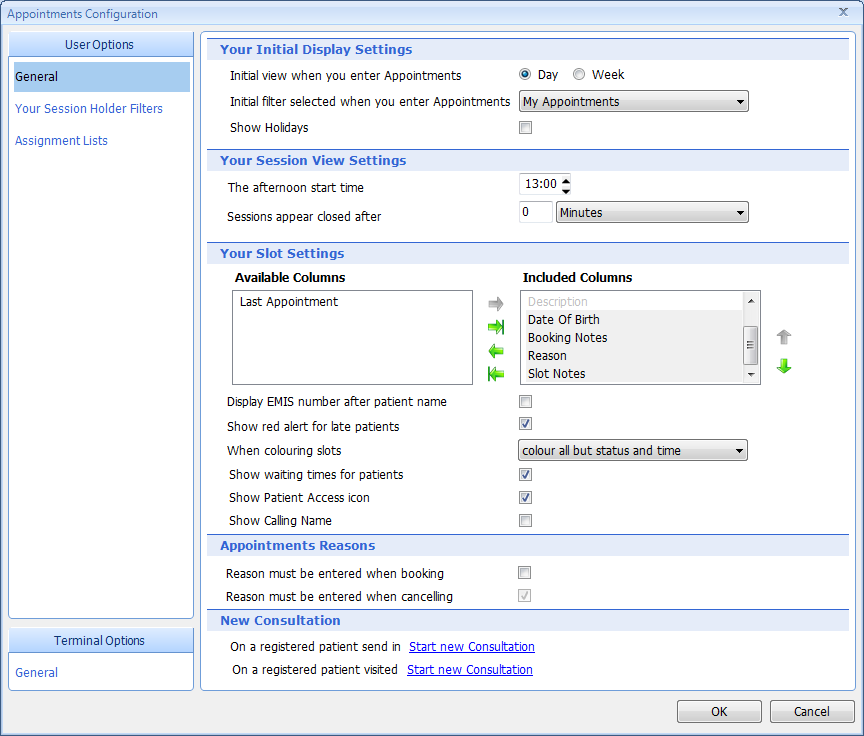 Appointments Configuration
User Options
General
Your Session Holder Filters
Assignment Lists
Terminal Options
General
Your Initial Display Settings
Initial view when you enter Appointments Day Week
Initial filter selected when you enter Appointments My Appointments
Show Holidays
Your Session View Settings
The afternoon start time 13:00
Sessions appear closed after 0 Minutes
Your Slot Settings
Available Columns
Last Appointment
Included Columns
Description
Date Of Birth
Booking Notes
Reason
Slot Notes
Display EMIS number after patient name
Show red alert for late patients
When colouring slots colour all but status and time
Show waiting times for patients
Show Patient Access icon
Show Calling Name
Appointments Reasons
Reason must be entered when booking
Reason must be entered when cancelling
New Consultation
On a registered patient send in Start new Consultation
On a registered patient visited Start new Consultation
OK Cancel